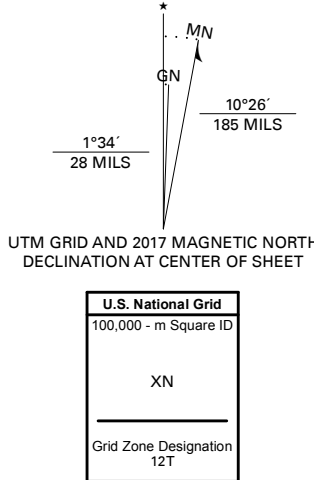 ★
MN
GN
1°34´
28 MILS
10°26´
185 MILS
UTM GRID AND 2017 MAGNETIC NORTH
DECLINATION AT CENTER OF SHEET
U.S. National Grid
100,000 - m Square ID
XN
Grid Zone Designation
12T